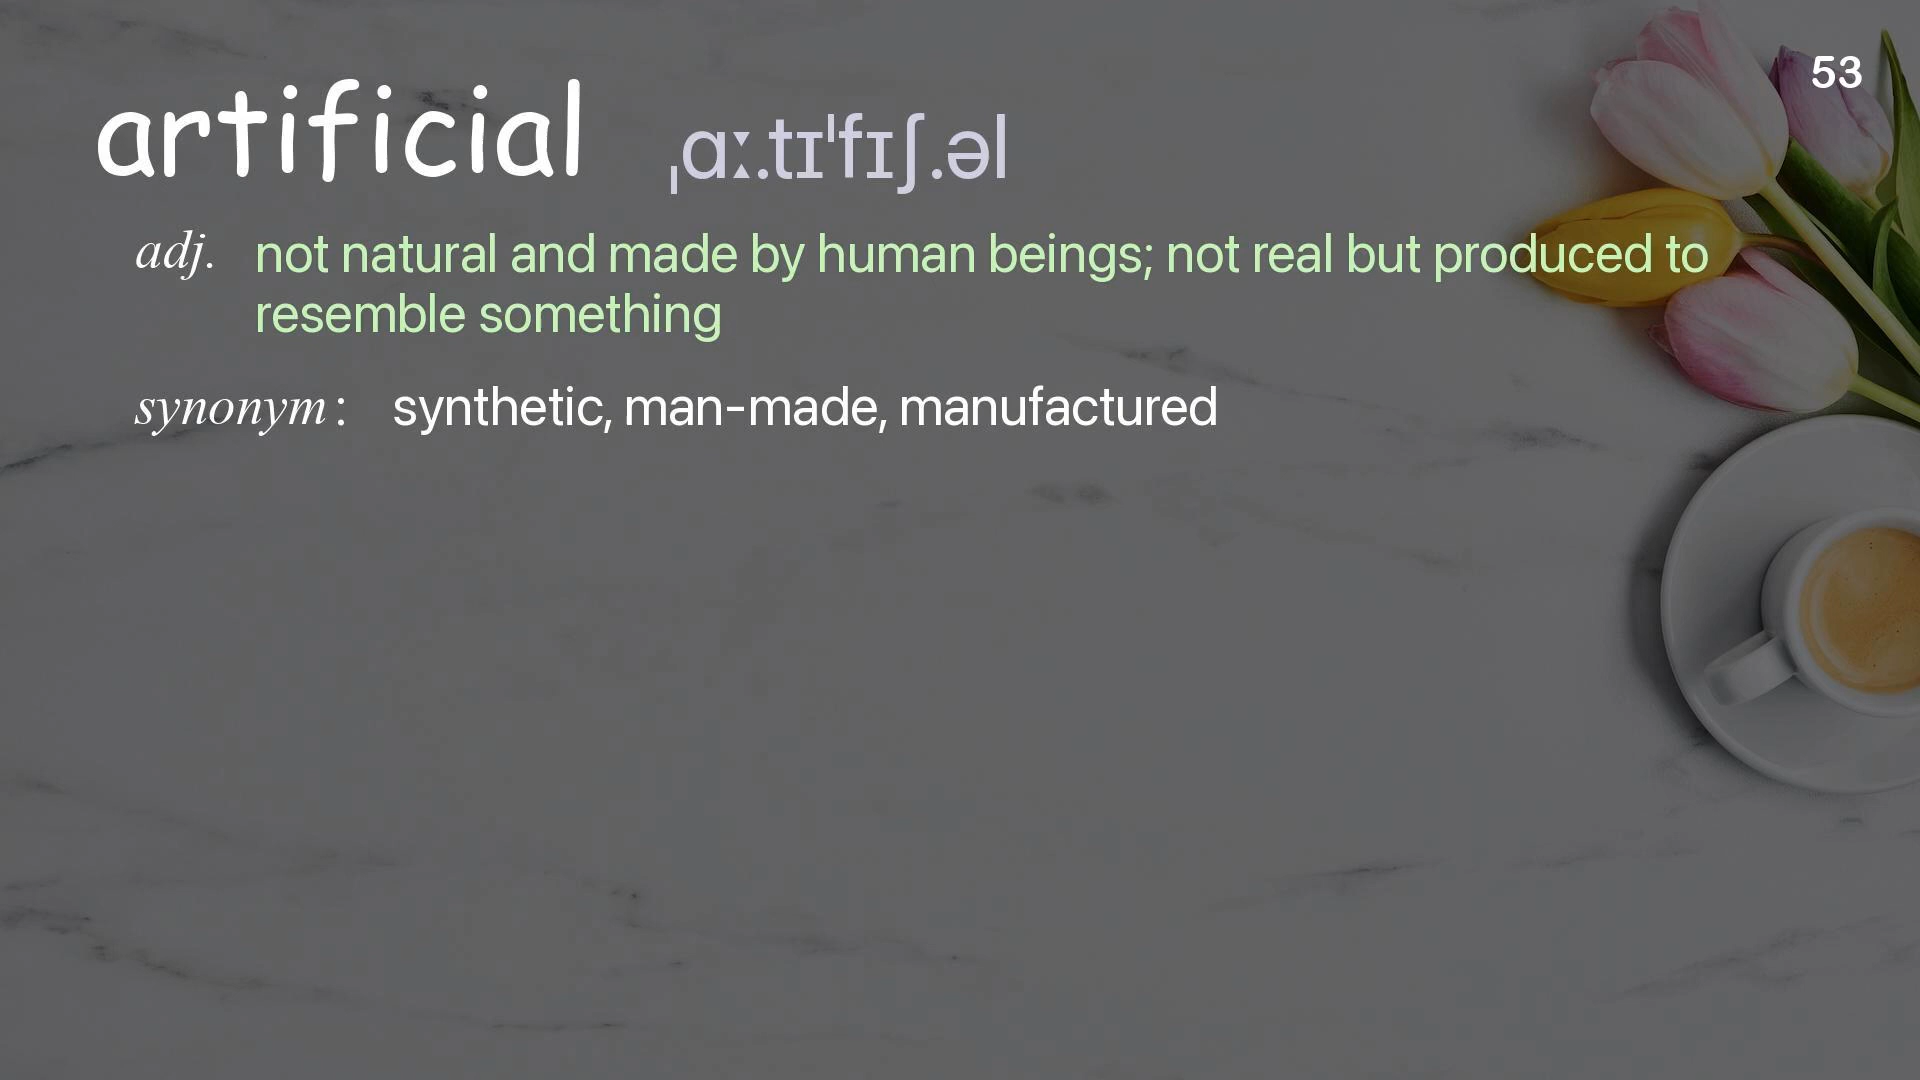 53
artificial ˌɑː.tɪˈfɪʃ.əl
adj. not natural and made by human beings; not real but produced to
resemble something
synonym: synthetic, man-made, manufactured